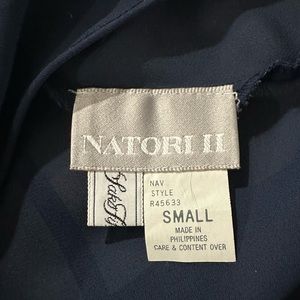 NATORI II
NAV
STYLE
R45633
SMALL
MADE IN
PHILIPPINES
CARE & CONTENT OVER